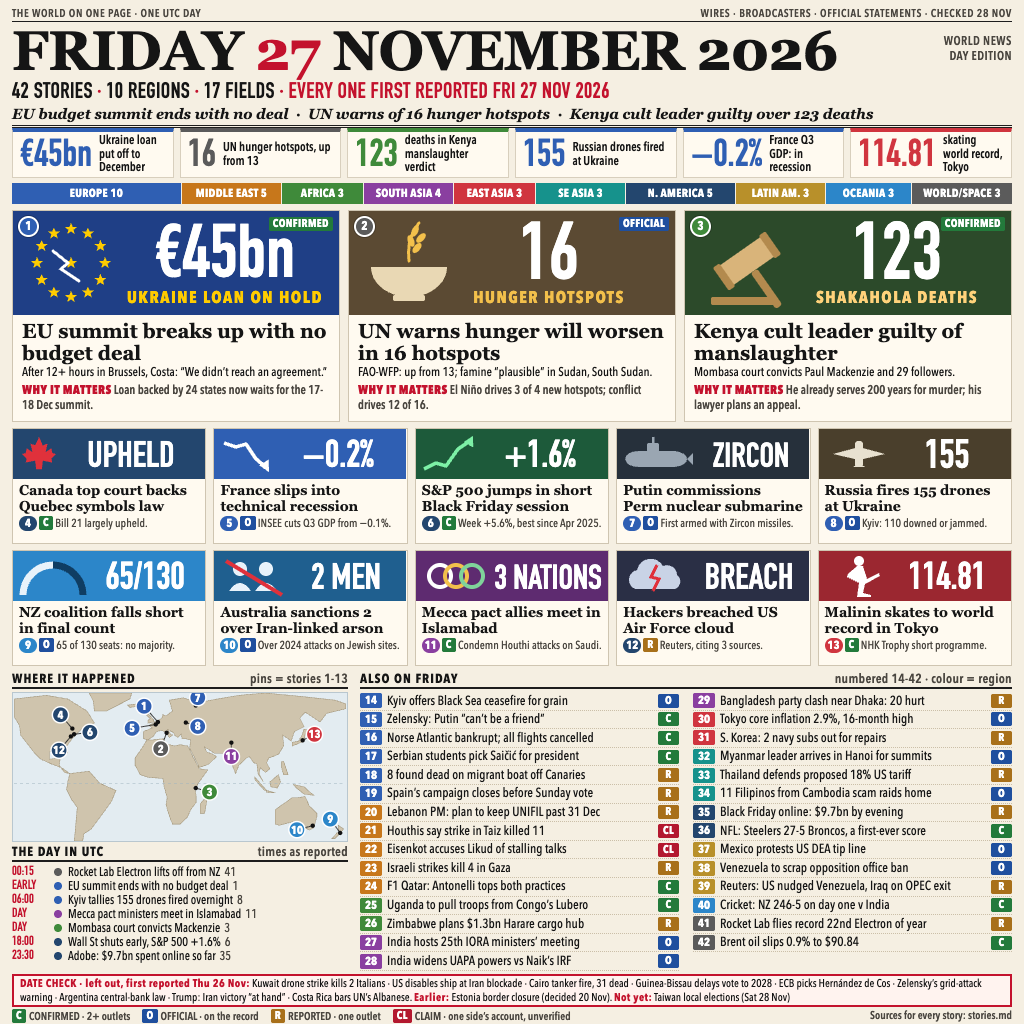 THE WORLD ON ONE PAGE · ONE UTC DAY
WIRES · BROADCASTERS · OFFICIAL STATEMENTS · CHECKED 28 NOV
FRIDAY 27 NOVEMBER 2026
WORLD NEWS
DAY EDITION
42 STORIES · 10 REGIONS · 17 FIELDS · EVERY ONE FIRST REPORTED FRI 27 NOV 2026
EU budget summit ends with no deal · UN warns of 16 hunger hotspots · Kenya cult leader guilty over 123 deaths
€45bn
Ukraine loan
put off to
December
16
UN hunger hotspots, up
from 13
123
deaths in Kenya
manslaughter
verdict
155
Russian drones fired
at Ukraine
−0.2%
France Q3
GDP: in
recession
114.81
skating
world record,
Tokyo
EUROPE 10
MIDDLE EAST 5
AFRICA 3
SOUTH ASIA 4
EAST ASIA 3
SE ASIA 3
N. AMERICA 5
LATIN AM. 3
OCEANIA 3
WORLD/SPACE 3
1
CONFIRMED
€45bn
UKRAINE LOAN ON HOLD
EU summit breaks up with no
budget deal
After 12+ hours in Brussels, Costa: “We didn’t reach an agreement.”
WHY IT MATTERS Loan backed by 24 states now waits for the 17-
18 Dec summit.
2
OFFICIAL
16
HUNGER HOTSPOTS
UN warns hunger will worsen
in 16 hotspots
FAO-WFP: up from 13; famine “plausible” in Sudan, South Sudan.
WHY IT MATTERS El Niño drives 3 of 4 new hotspots; conflict
drives 12 of 16.
3
CONFIRMED
123
SHAKAHOLA DEATHS
Kenya cult leader guilty of
manslaughter
Mombasa court convicts Paul Mackenzie and 29 followers.
WHY IT MATTERS He already serves 200 years for murder; his
lawyer plans an appeal.
UPHELD
Canada top court backs
Quebec symbols law
4 C Bill 21 largely upheld.
−0.2%
France slips into
technical recession
5 O INSEE cuts Q3 GDP from −0.1%.
+1.6%
S&P 500 jumps in short
Black Friday session
6 C Week +5.6%, best since Apr 2025.
ZIRCON
Putin commissions
Perm nuclear submarine
7 O First armed with Zircon missiles.
155
Russia fires 155 drones
at Ukraine
8 O Kyiv: 110 downed or jammed.
65/130
NZ coalition falls short
in final count
9 O 65 of 130 seats: no majority.
2 MEN
Australia sanctions 2
over Iran-linked arson
10 O Over 2024 attacks on Jewish sites.
3 NATIONS
Mecca pact allies meet in
Islamabad
11 C Condemn Houthi attacks on Saudi.
BREACH
Hackers breached US
Air Force cloud
12 R Reuters, citing 3 sources.
114.81
Malinin skates to world
record in Tokyo
13 C NHK Trophy short programme.
WHERE IT HAPPENED
pins = stories 1-13
1
7
4
6
5
8
13
12
2
11
3
9
10
THE DAY IN UTC
times as reported
00:15 Rocket Lab Electron lifts off from NZ 41
EARLY EU summit ends with no budget deal 1
06:00 Kyiv tallies 155 drones fired overnight 8
DAY Mecca pact ministers meet in Islamabad 11
DAY Mombasa court convicts Mackenzie 3
18:00 Wall St shuts early, S&P 500 +1.6% 6
23:30 Adobe: $9.7bn spent online so far 35
ALSO ON FRIDAY
numbered 14-42 · colour = region
14 Kyiv offers Black Sea ceasefire for grain O
15 Zelensky: Putin “can’t be a friend” C
16 Norse Atlantic bankrupt; all flights cancelled C
17 Serbian students pick Saičić for president C
18 8 found dead on migrant boat off Canaries R
19 Spain’s campaign closes before Sunday vote R
20 Lebanon PM: plan to keep UNIFIL past 31 Dec R
21 Houthis say strike in Taiz killed 11 CL
22 Eisenkot accuses Likud of stalling talks CL
23 Israeli strikes kill 4 in Gaza R
24 F1 Qatar: Antonelli tops both practices C
25 Uganda to pull troops from Congo’s Lubero C
26 Zimbabwe plans $1.3bn Harare cargo hub R
27 India hosts 25th IORA ministers’ meeting O
28 India widens UAPA powers vs Naik’s IRF O
29 Bangladesh party clash near Dhaka: 20 hurt R
30 Tokyo core inflation 2.9%, 16-month high O
31 S. Korea: 2 navy subs out for repairs R
32 Myanmar leader arrives in Hanoi for summits O
33 Thailand defends proposed 18% US tariff R
34 11 Filipinos from Cambodia scam raids home O
35 Black Friday online: $9.7bn by evening R
36 NFL: Steelers 27-5 Broncos, a first-ever score C
37 Mexico protests US DEA tip line O
38 Venezuela to scrap opposition office ban O
39 Reuters: US nudged Venezuela, Iraq on OPEC exit R
40 Cricket: NZ 246-5 on day one v India C
41 Rocket Lab flies record 22nd Electron of year R
42 Brent oil slips 0.9% to $90.84 C
DATE CHECK · left out, first reported Thu 26 Nov: Kuwait drone strike kills 2 Italians · US disables ship at Iran blockade · Cairo tanker fire, 31 dead · Guinea-Bissau delays vote to 2028 · ECB picks Hernández de Cos · Zelensky’s grid-attack
warning · Argentina central-bank law · Trump: Iran victory “at hand” · Costa Rica bars UN’s Albanese. Earlier: Estonia border closure (decided 20 Nov). Not yet: Taiwan local elections (Sat 28 Nov)
C CONFIRMED · 2+ outlets O OFFICIAL · on the record R REPORTED · one outlet CL CLAIM · one side’s account, unverified
Sources for every story: stories.md